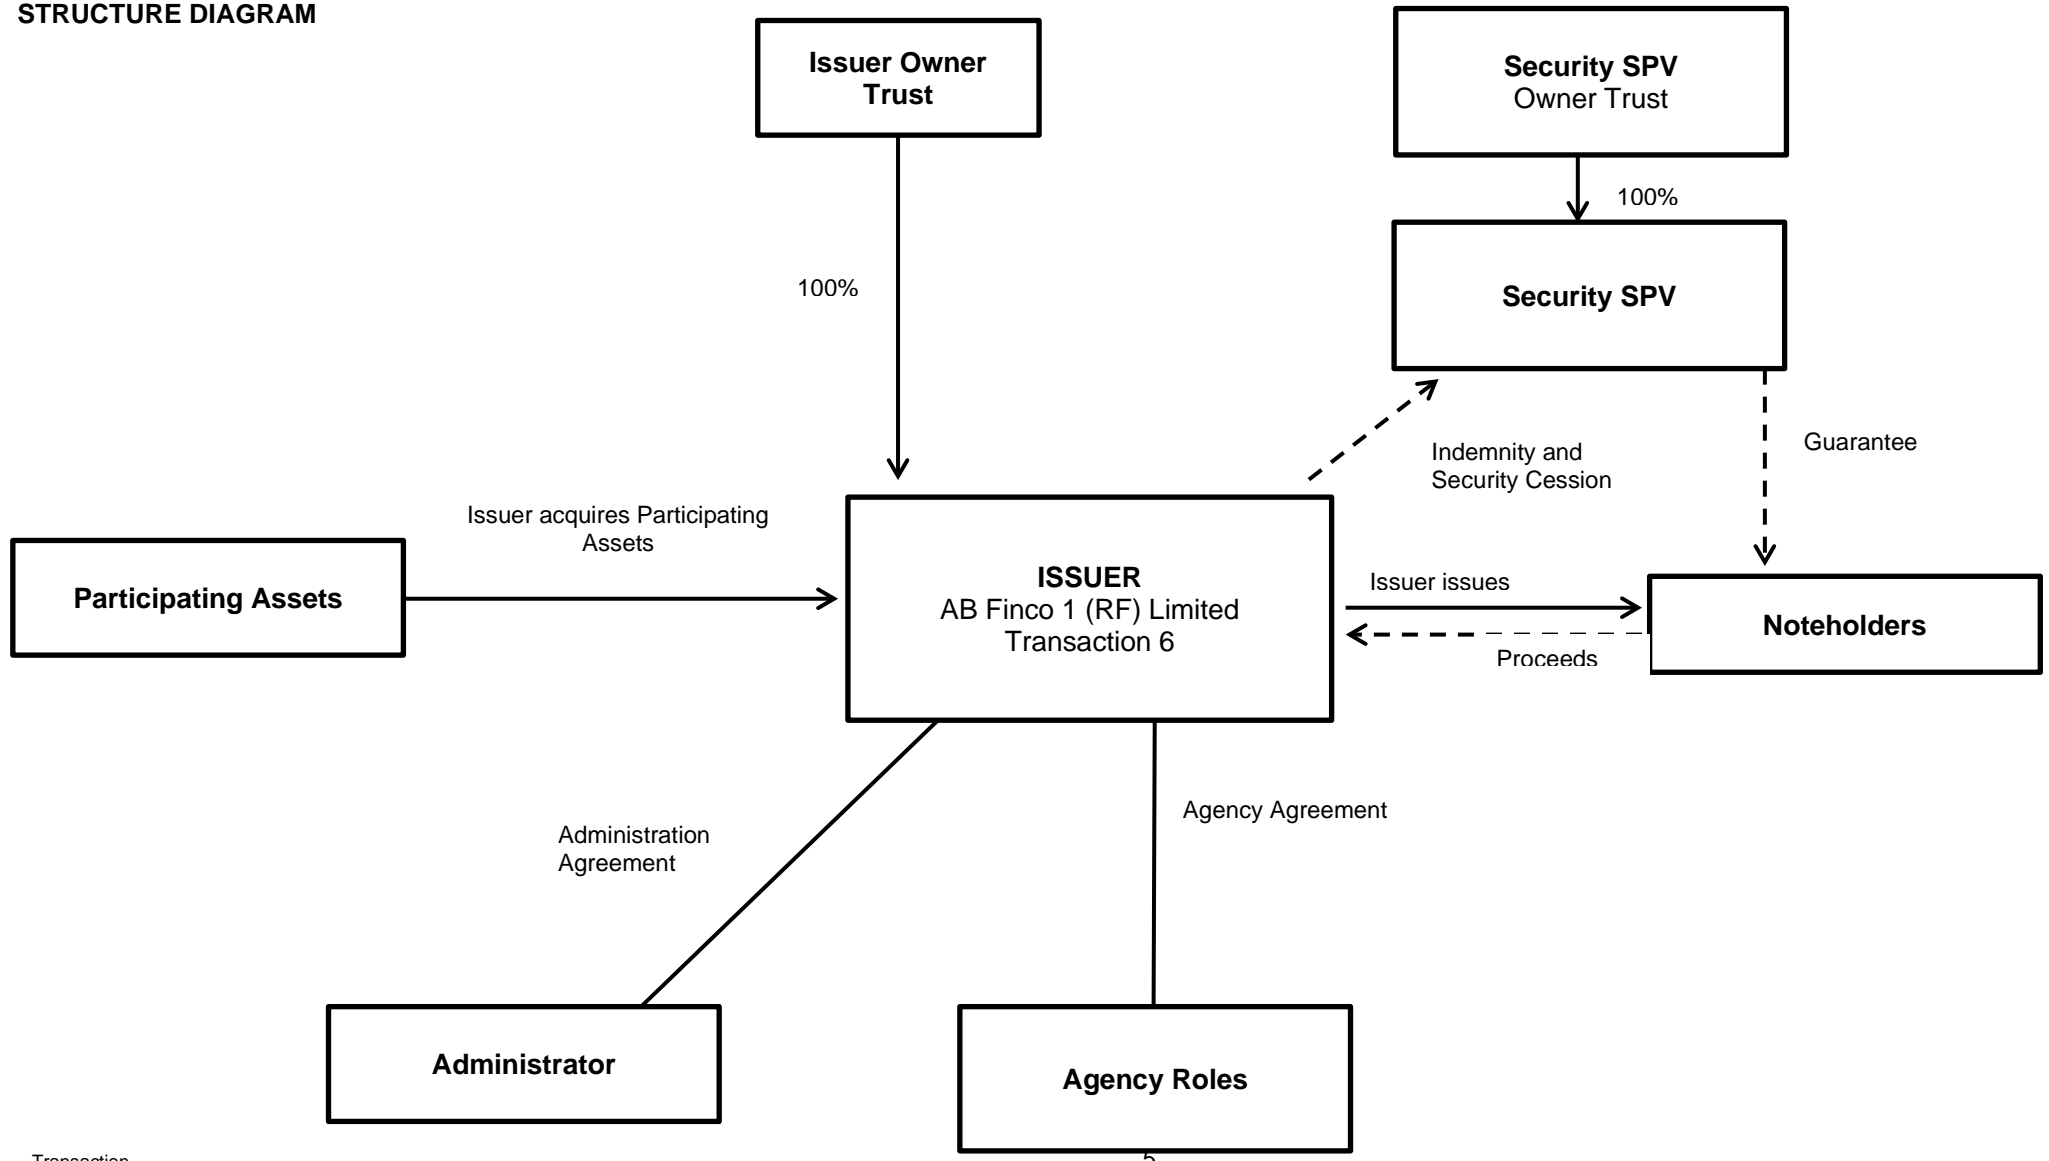 STRUCTURE DIAGRAM
Issuer Owner
Trust
Security SPV
Owner Trust
100%
Security SPV
100%
Indemnity and
Security Cession
Guarantee
Issuer acquires Participating
Assets
Participating Assets
ISSUER
AB Finco 1 (RF) Limited
Transaction 6
Issuer issues
Proceeds
Noteholders
Administration
Agreement
Agency Agreement
Administrator
Agency Roles
Transaction
5